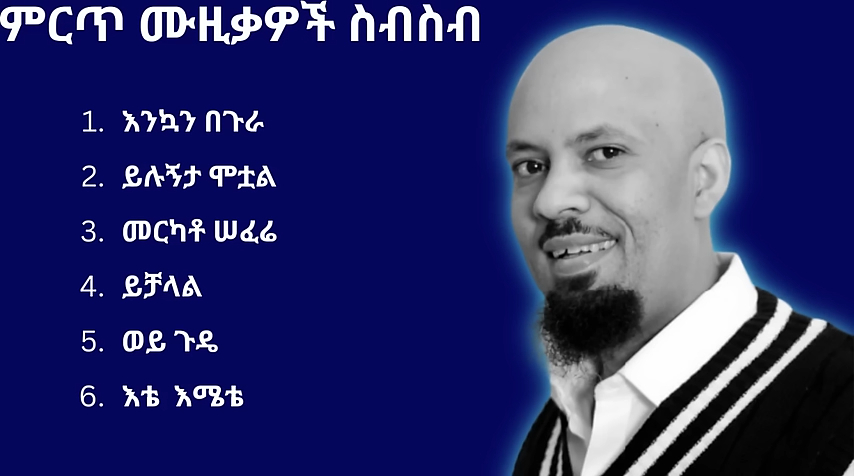 ምርጥ ሙዚቃዎች ስብስብ
1. እንኳን በጉራ
2. ይሉኝታ ሞቷል
3. መርካቶ ሠፈሬ
4. ይቻላል
5. ወይ ጉዴ
6. እቴ እሜቴ